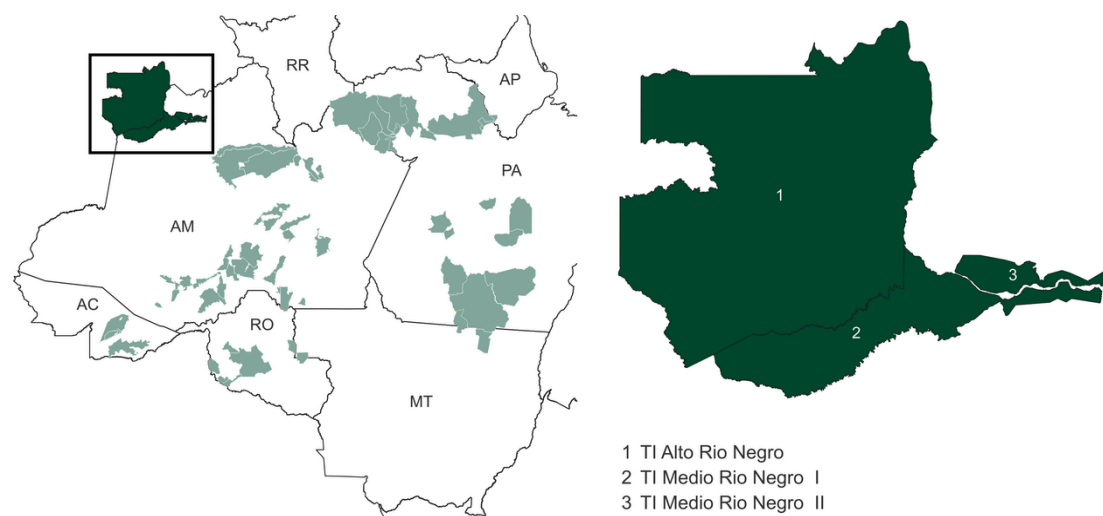 RR
AP
PA
AM
AC
RO
MT
1
2
3
1 TI Alto Rio Negro
2 TI Medio Rio Negro I
3 TI Medio Rio Negro II